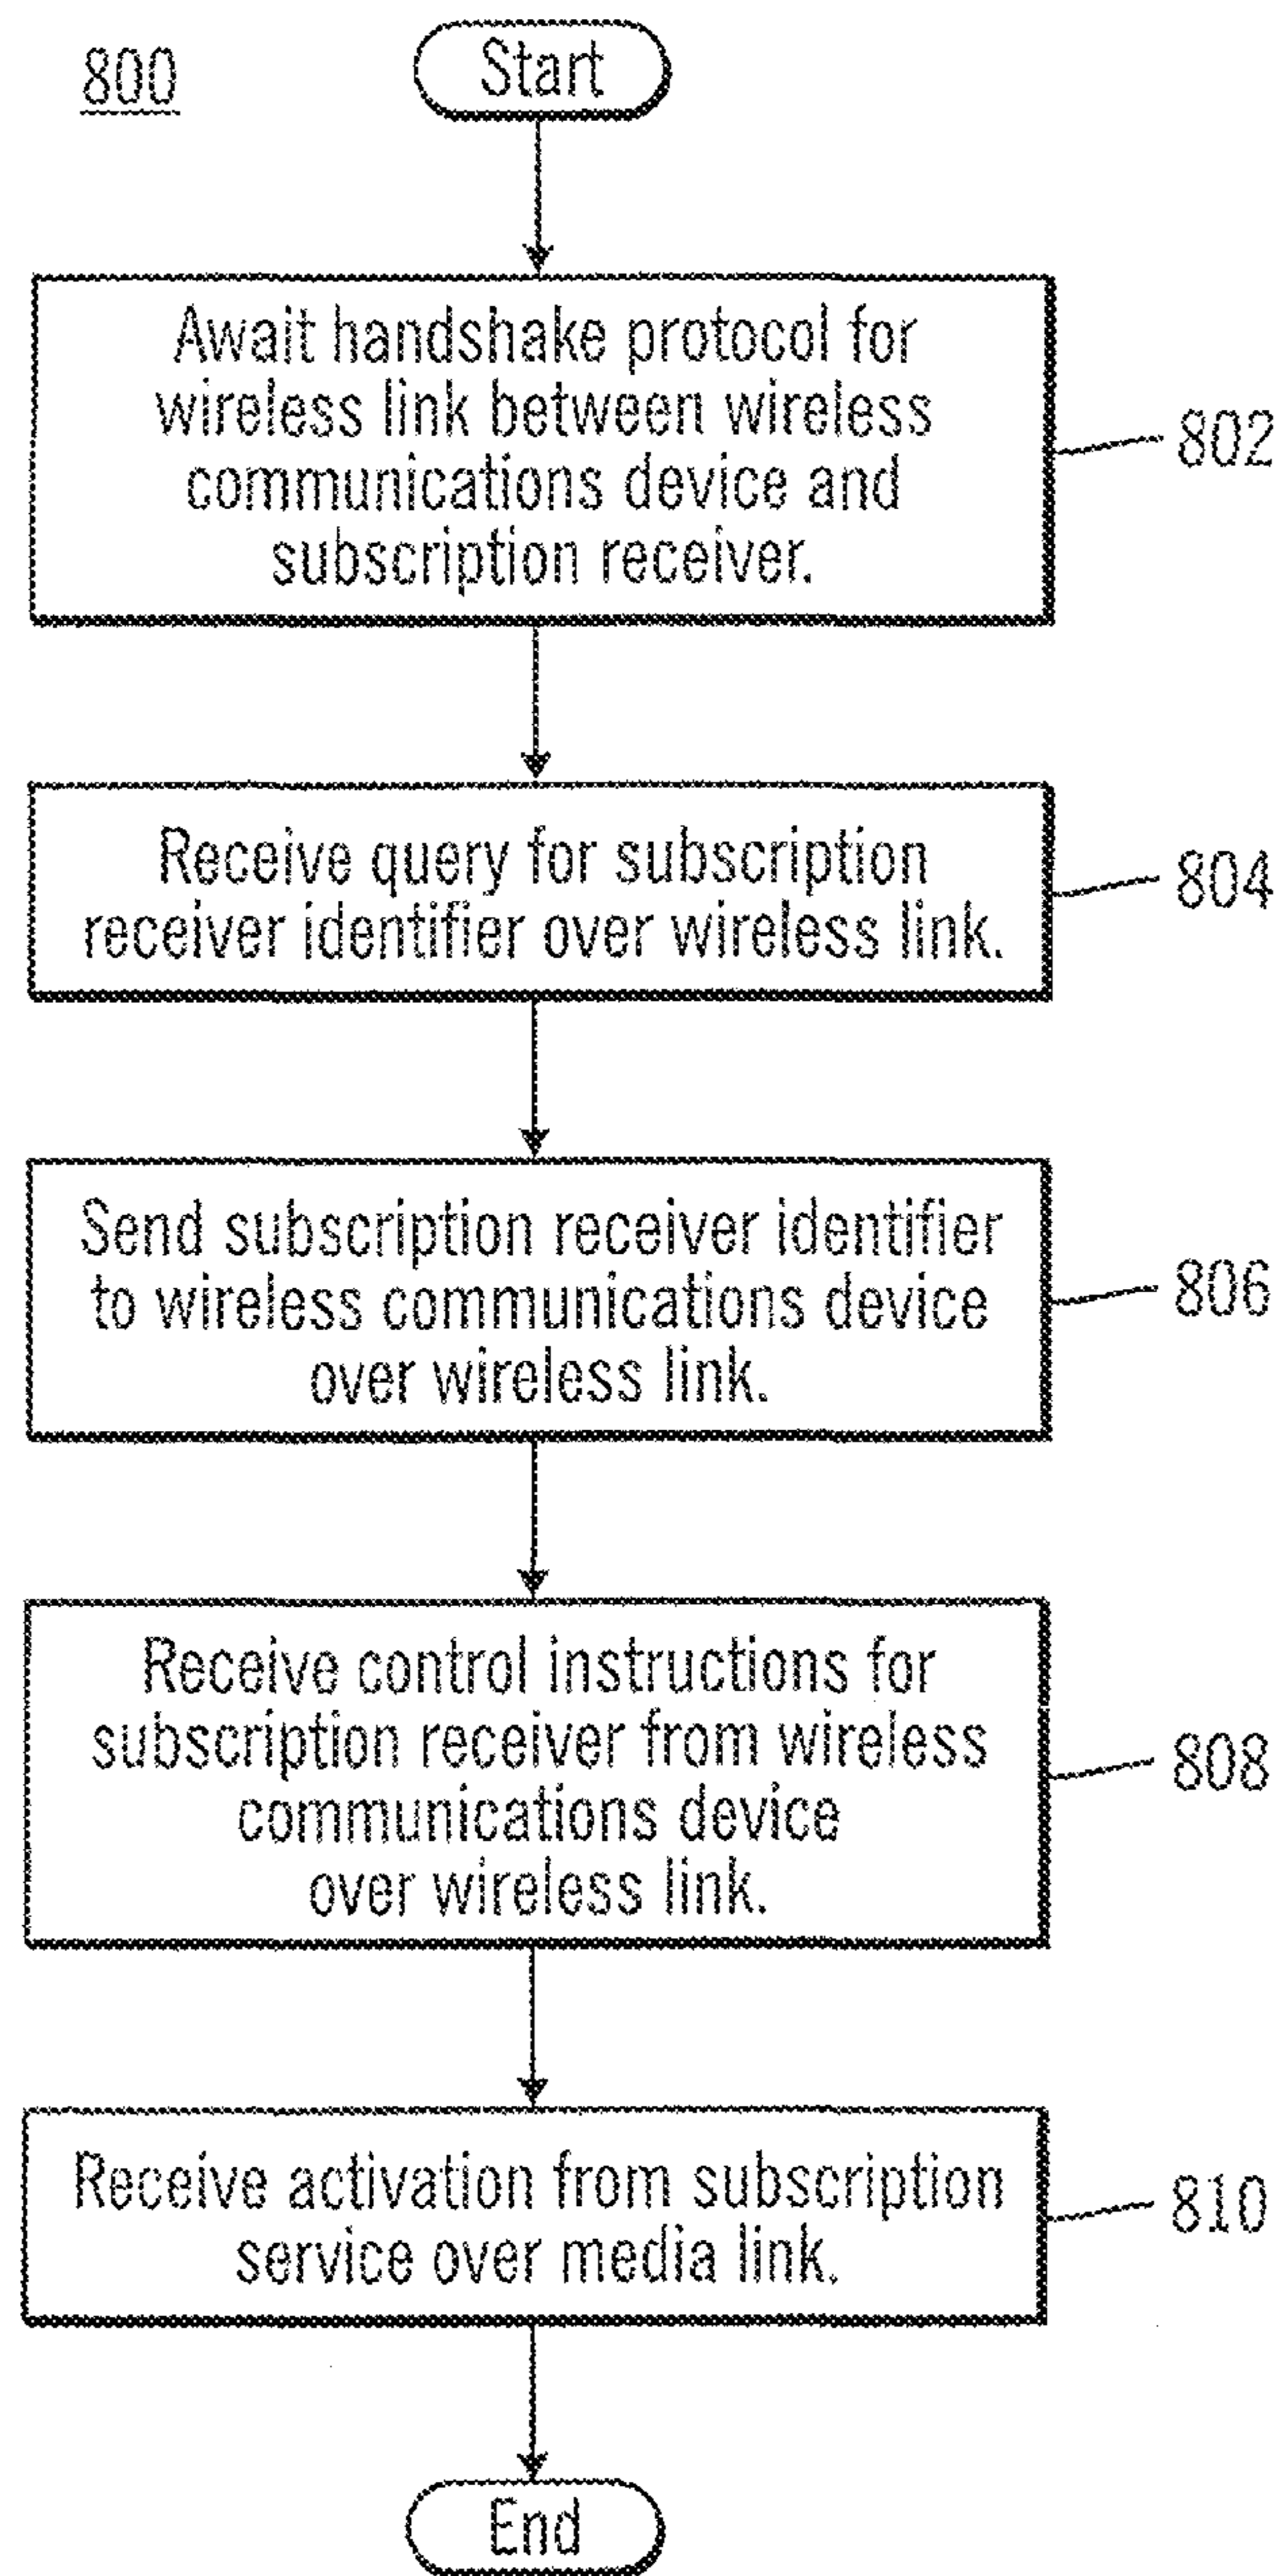 800
Start
Await handshake protocol for
wireless link between wireless
communications device and
subscription receiver.
802
Receive query for subscription
receiver identifier over wireless link.
804
Send subscription receiver identifier
to wireless communications device
over wireless link.
806
Receive control instructions for
subscription receiver from wireless
communications device
over wireless link.
808
Receive activation from subscription
service over media link.
810
End